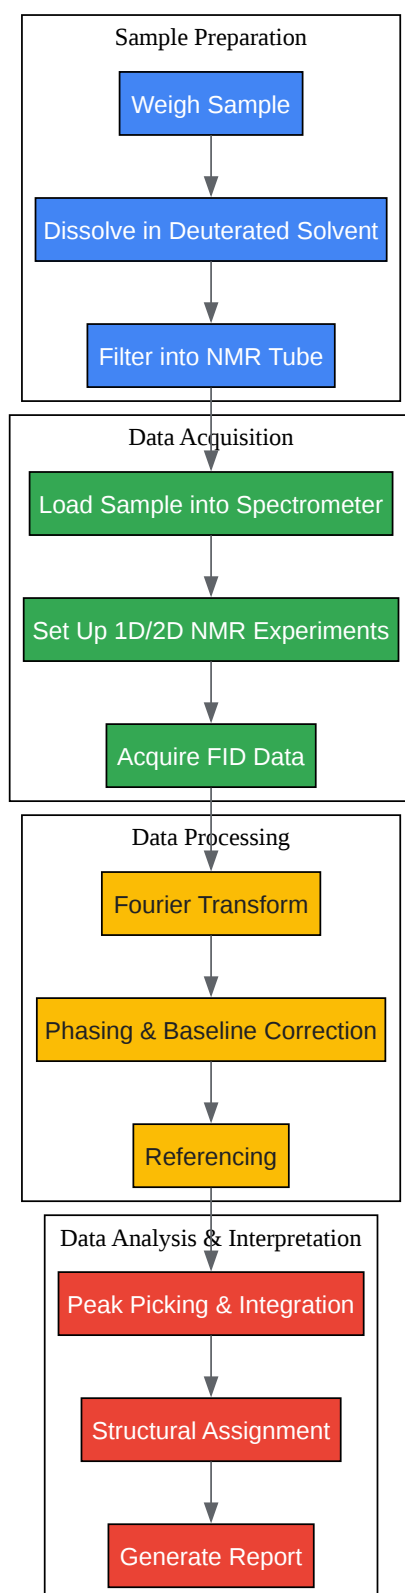 Sample Preparation
Weigh Sample
Dissolve in Deuterated Solvent
Filter into NMR Tube
Data Acquisition
Load Sample into Spectrometer
Set Up 1D/2D NMR Experiments
Acquire FID Data
Data Processing
Fourier Transform
Phasing & Baseline Correction
Referencing
Data Analysis & Interpretation
Peak Picking & Integration
Structural Assignment
Generate Report